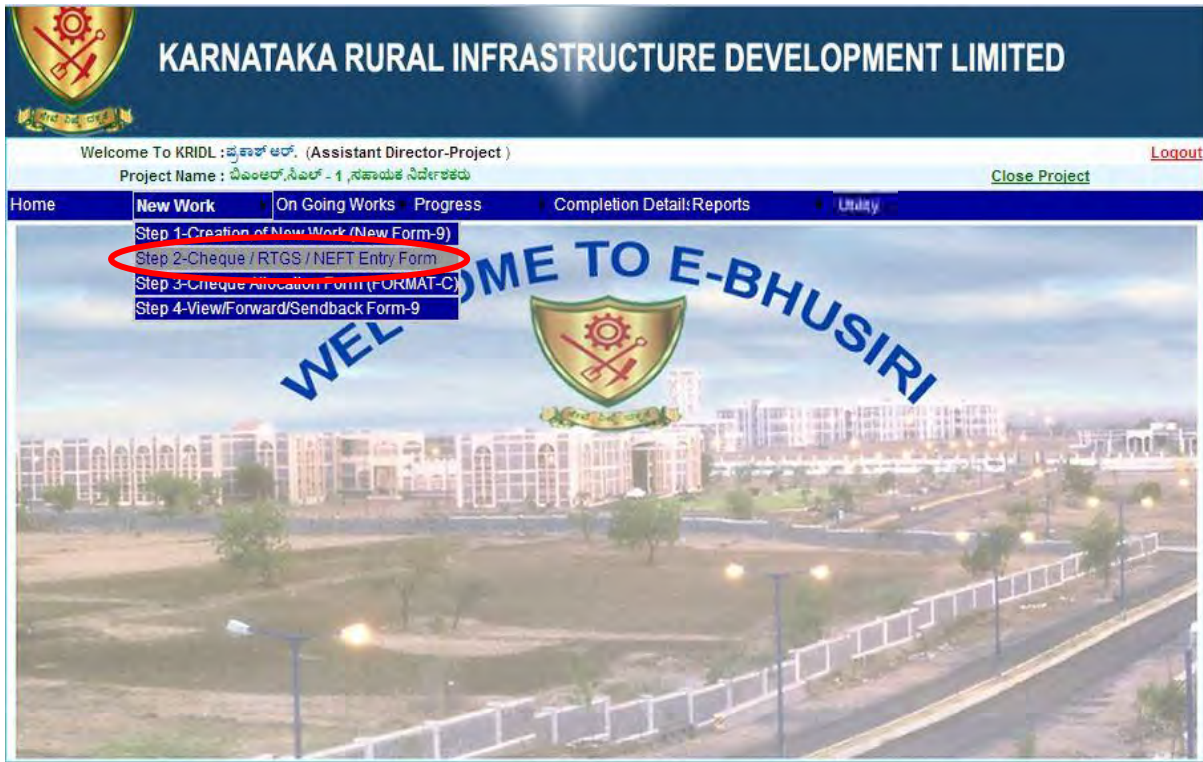 KARNATAKA RURAL INFRASTRUCTURE DEVELOPMENT LIMITED
Welcome To KRIDL :ಪ್ರಕಾಶ್ ಆರ್. (Assistant Director-Project ) Logout
Project Name : ಬಿಎಂಆರ್.ಸಿಎಲ್ - 1 ,ಸಹಾಯಕ ನಿರ್ದೇಶಕರು Close Project
Home New Work On Going Works Progress Completion Details Reports Utility
Step 1-Creation of New Work (New Form-9)
Step 2-Cheque / RTGS / NEFT Entry Form
Step 3-Cheque Allocation Form (FORMAT-C)
Step 4-View/Forward/Sendback Form-9
WELCOME TO E-BHUSIRI